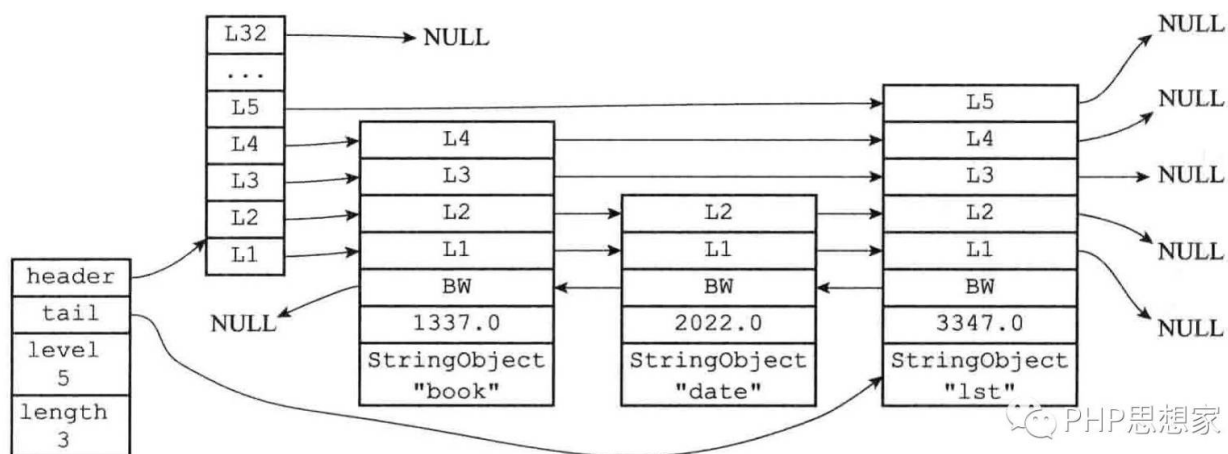 L32
...
L5
L4
L3
L2
L1
NULL
header
tail
level
5
length
3
NULL
L4
L3
L2
L1
BW
1337.0
StringObject
"book"
L2
L1
BW
2022.0
StringObject
"date"
L5
L4
L3
L2
L1
BW
3347.0
StringObject
"lst"
NULL
NULL
NULL
NULL
NULL
PHP思想家